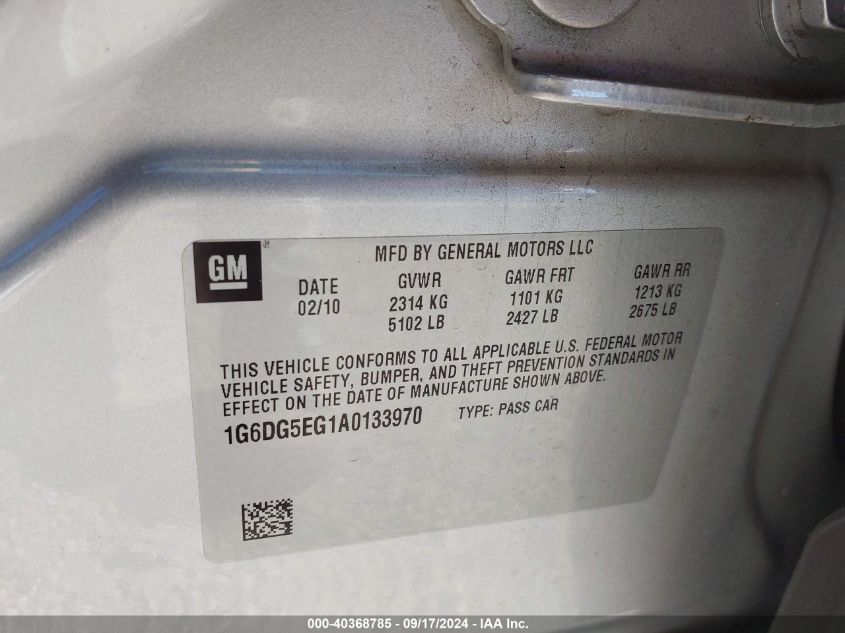 GM
MFD BY GENERAL MOTORS LLC
DATE GVWR GAWR FRT GAWR RR
02/10 2314 KG 1101 KG 1213 KG
5102 LB 2427 LB 2675 LB
THIS VEHICLE CONFORMS TO ALL APPLICABLE U.S. FEDERAL MOTOR
VEHICLE SAFETY, BUMPER, AND THEFT PREVENTION STANDARDS IN
EFFECT ON THE DATE OF MANUFACTURE SHOWN ABOVE.
1G6DG5EG1A0133970 TYPE: PASS CAR
000-40368785 - 09/17/2024 - IAA Inc.